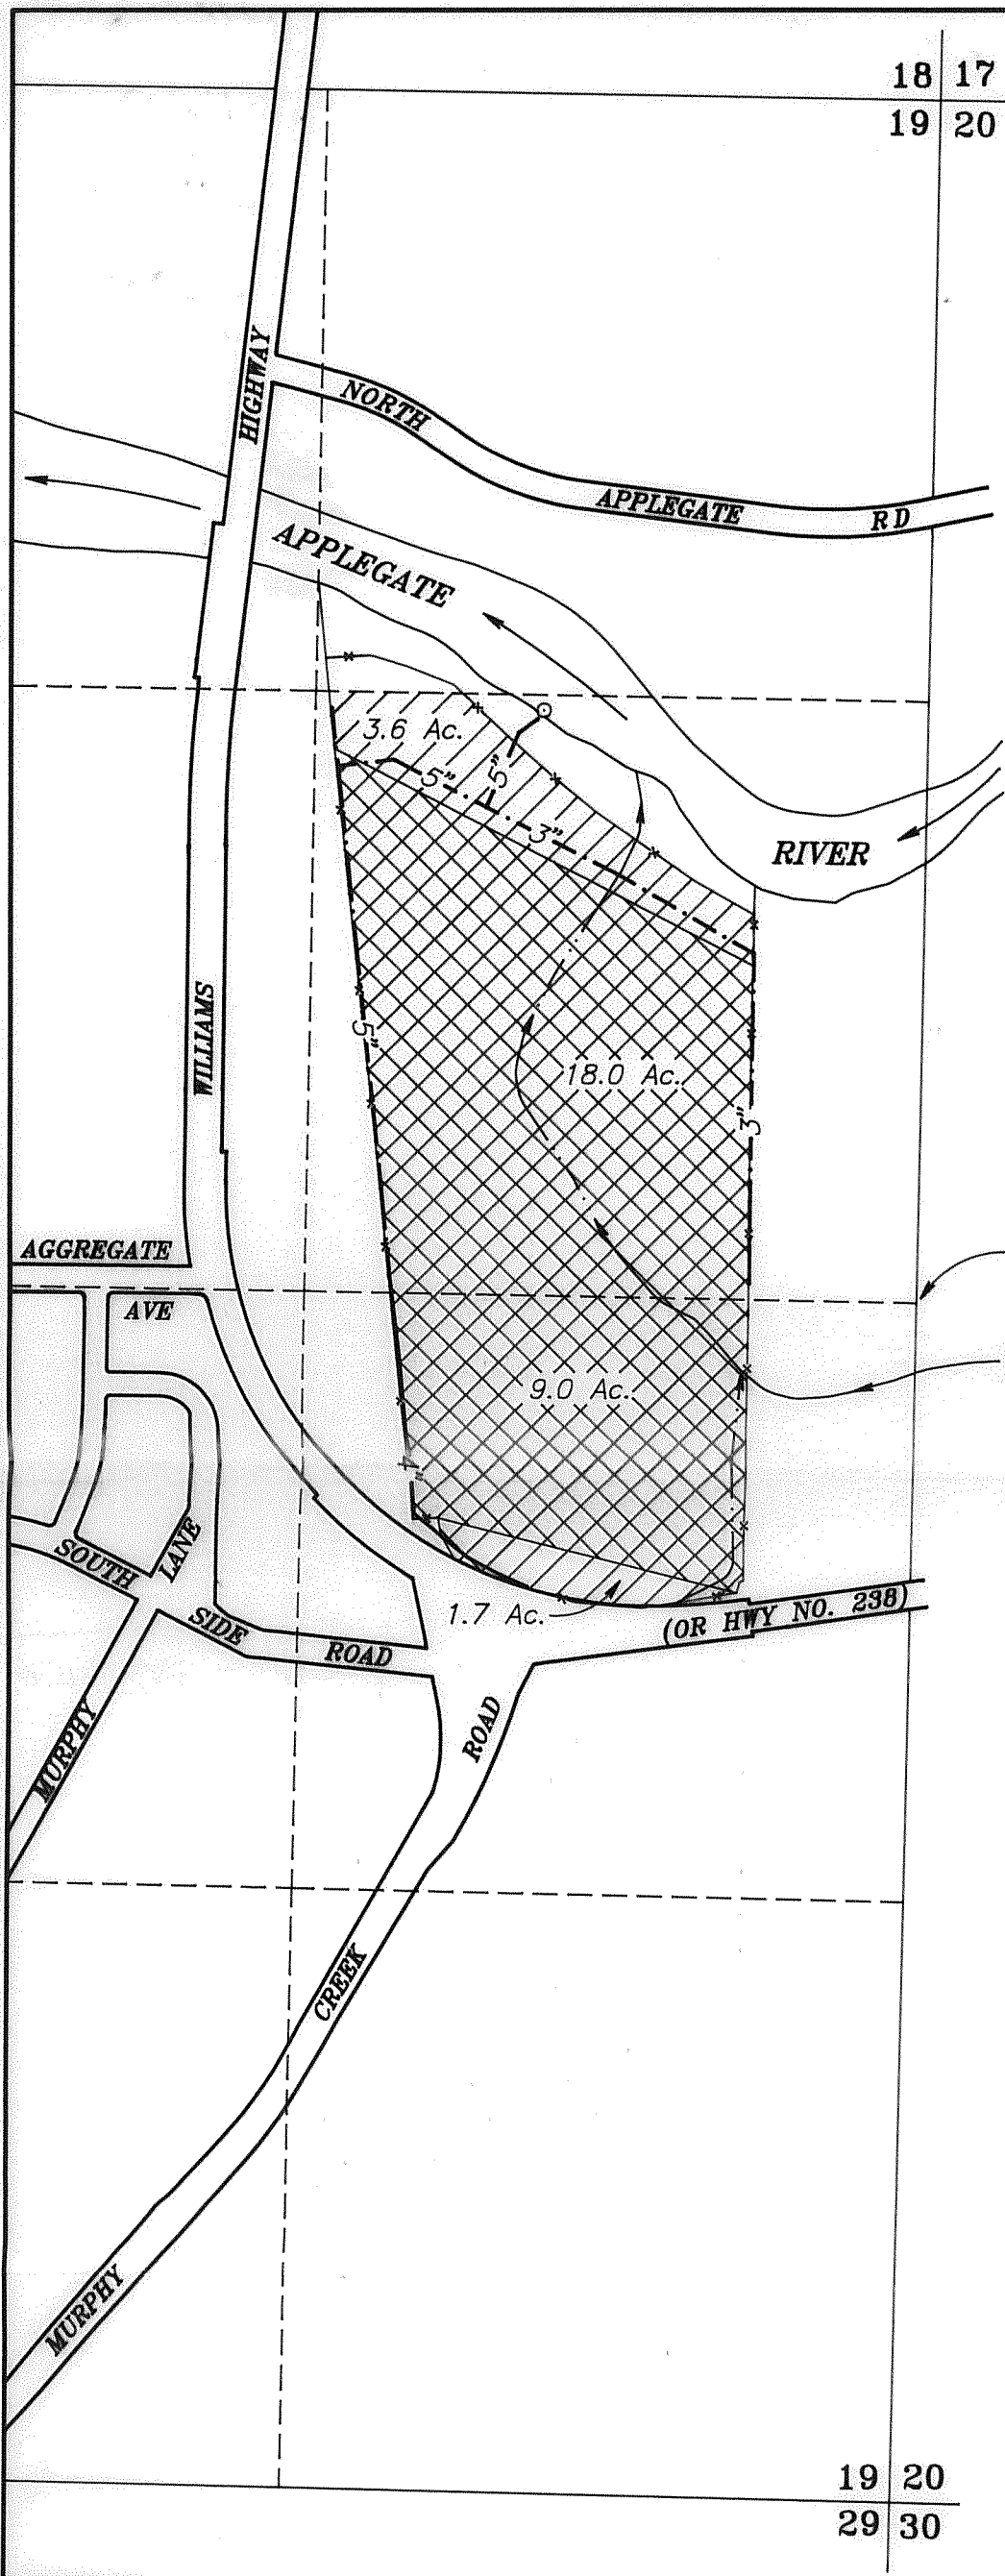 18 17
19 20
HIGHWAY
NORTH
APPLEGATE
RD
APPLEGATE
3.6 Ac.
5"
5"
3"
RIVER
WILLIAMS
5"
18.0 Ac.
3"
AGGREGATE
AVE
9.0 Ac.
4"
SOUTH
LANE
SIDE
1.7 Ac.
(OR HWY NO. 238)
ROAD
ROAD
MURPHY
CREEK
MURPHY
19 20
29 30